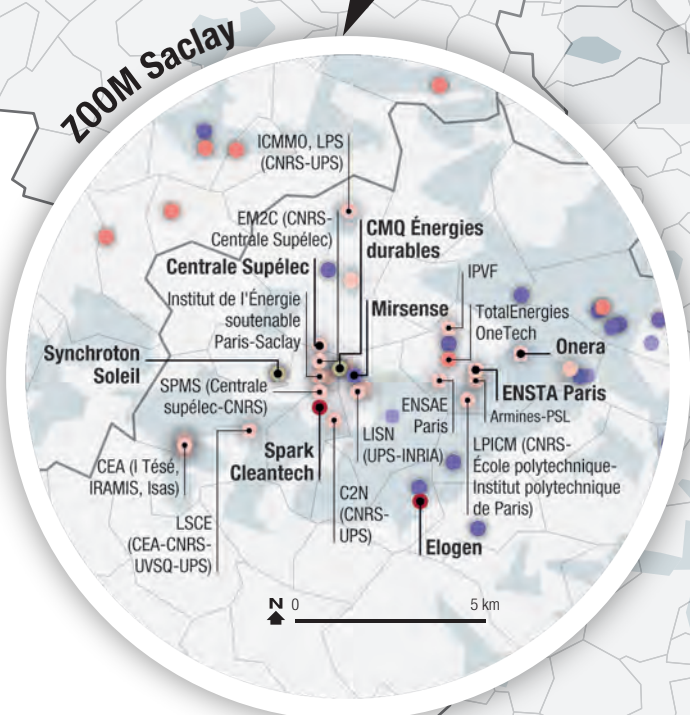 ZOOM Saclay
ICMMO, LPS
(CNRS-UPS)
EM2C (CNRS-
Centrale Supélec)
CMQ Énergies
durables
Centrale Supélec
IPVF
Institut de l'Énergie
soutenable
Paris-Saclay
Mirsense
TotalEnergies
OneTech
Synchroton
Soleil
Onera
SPMS (Centrale
supélec-CNRS)
ENSTA Paris
ENSAE
Paris
Armines-PSL
LISN
(UPS-INRIA)
LPICM (CNRS-
École polytechnique-
Institut polytechnique
de Paris)
Spark
Cleantech
CEA (I Tésé,
IRAMIS, Isas)
C2N
(CNRS-
UPS)
LSCE
(CEA-CNRS-
UVSQ-UPS)
Elogen
N 0 5 km